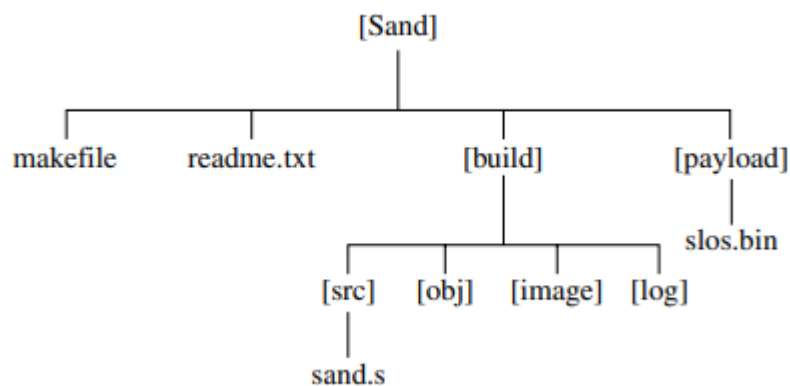 [Sand]
makefile readme.txt [build] [payload]
slos.bin
[src] [obj] [image] [log]
sand.s